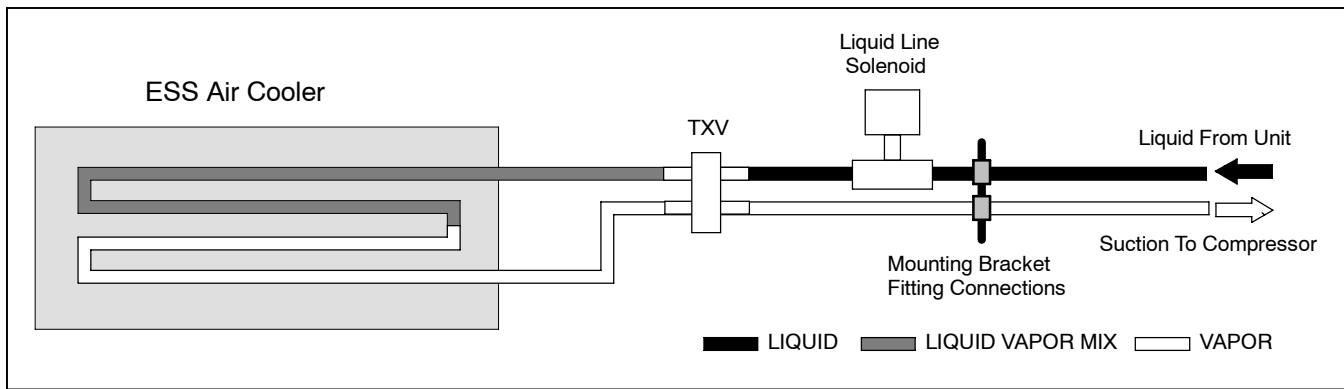 Liquid Line
Solenoid
ESS Air Cooler
TXV
Liquid From Unit
Suction To Compressor
Mounting Bracket
Fitting Connections
LIQUID
LIQUID VAPOR MIX
VAPOR